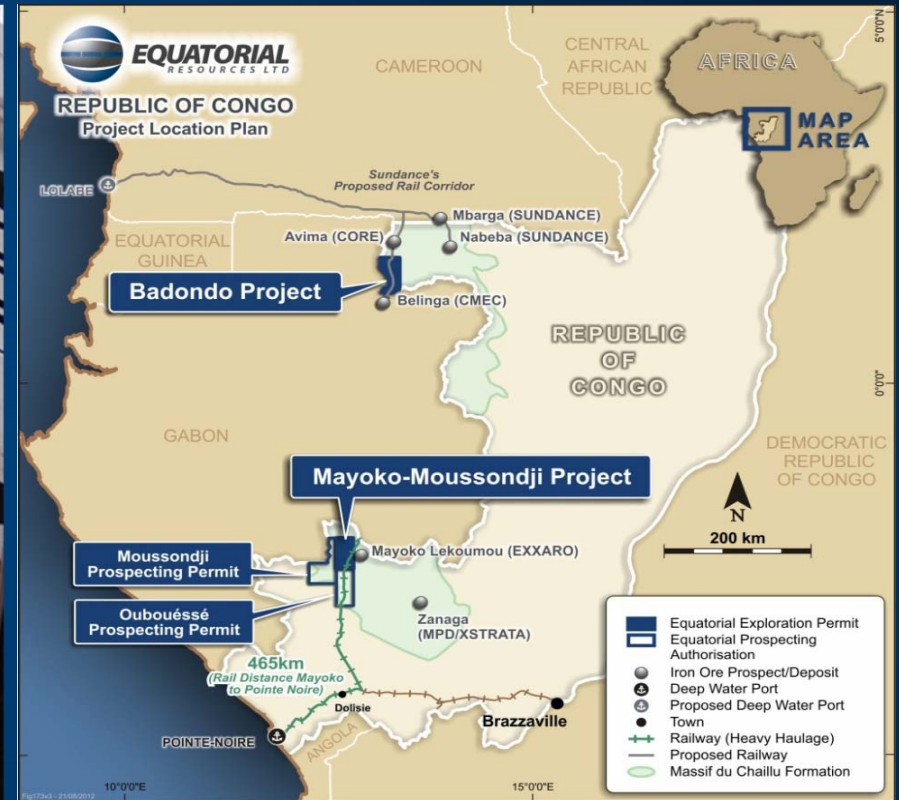 EQUATORIAL
RESOURCES LTD
REPUBLIC OF CONGO
Project Location Plan
CAMEROON
CENTRAL
AFRICAN
REPUBLIC
AFRICA
MAP
AREA
5°0'0"N
LOLABE
Sundance's
Proposed Rail Corridor
Mbarga (SUNDANCE)
Avima (CORE)
Nabeba (SUNDANCE)
EQUATORIAL
GUINEA
Badondo Project
Belinga (CMEC)
REPUBLIC
OF
CONGO
0°0'0"
GABON
DEMOCRATIC
REPUBLIC
OF CONGO
Mayoko-Moussondji Project
N
200 km
Moussondji
Prospecting Permit
Mayoko Lekoumou (EXXARO)
Oubouéssé
Prospecting Permit
Zanaga
(MPD/XSTRATA)
465km
(Rail Distance Mayoko
to Pointe Noire)
Dolisie
Brazzaville
POINTE-NOIRE
ANGOLA
Equatorial Exploration Permit
Equatorial Prospecting
Authorisation
Iron Ore Prospect/Deposit
Deep Water Port
Proposed Deep Water Port
Town
Railway (Heavy Haulage)
Proposed Railway
Massif du Chaillu Formation
10°0'0"E
15°0'0"E
Fig173v3 - 21/08/2012